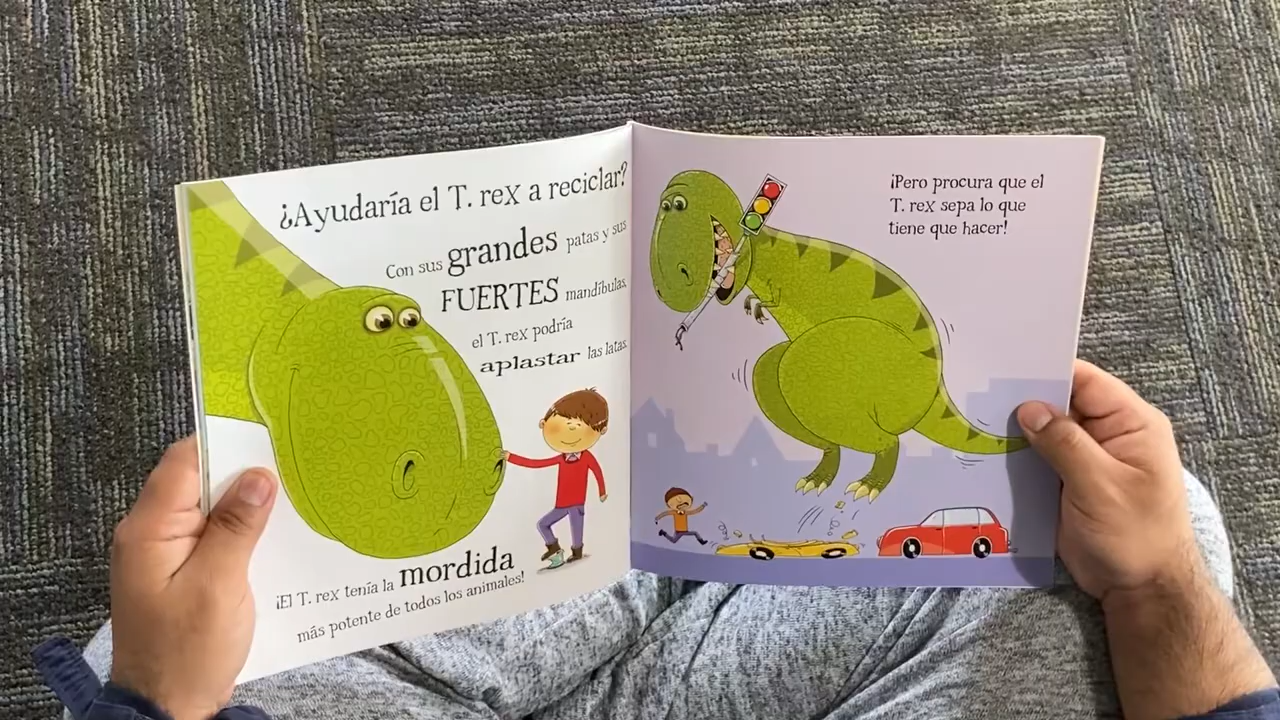 ¿Ayudaría el T. rex a reciclar?
Con sus grandes patas y sus
FUERTES mandíbulas,
el T. rex podría
aplastar las latas.
¡El T. rex tenía la mordida
más potente de todos los animales!
¡Pero procura que el
T. rex sepa lo que
tiene que hacer!